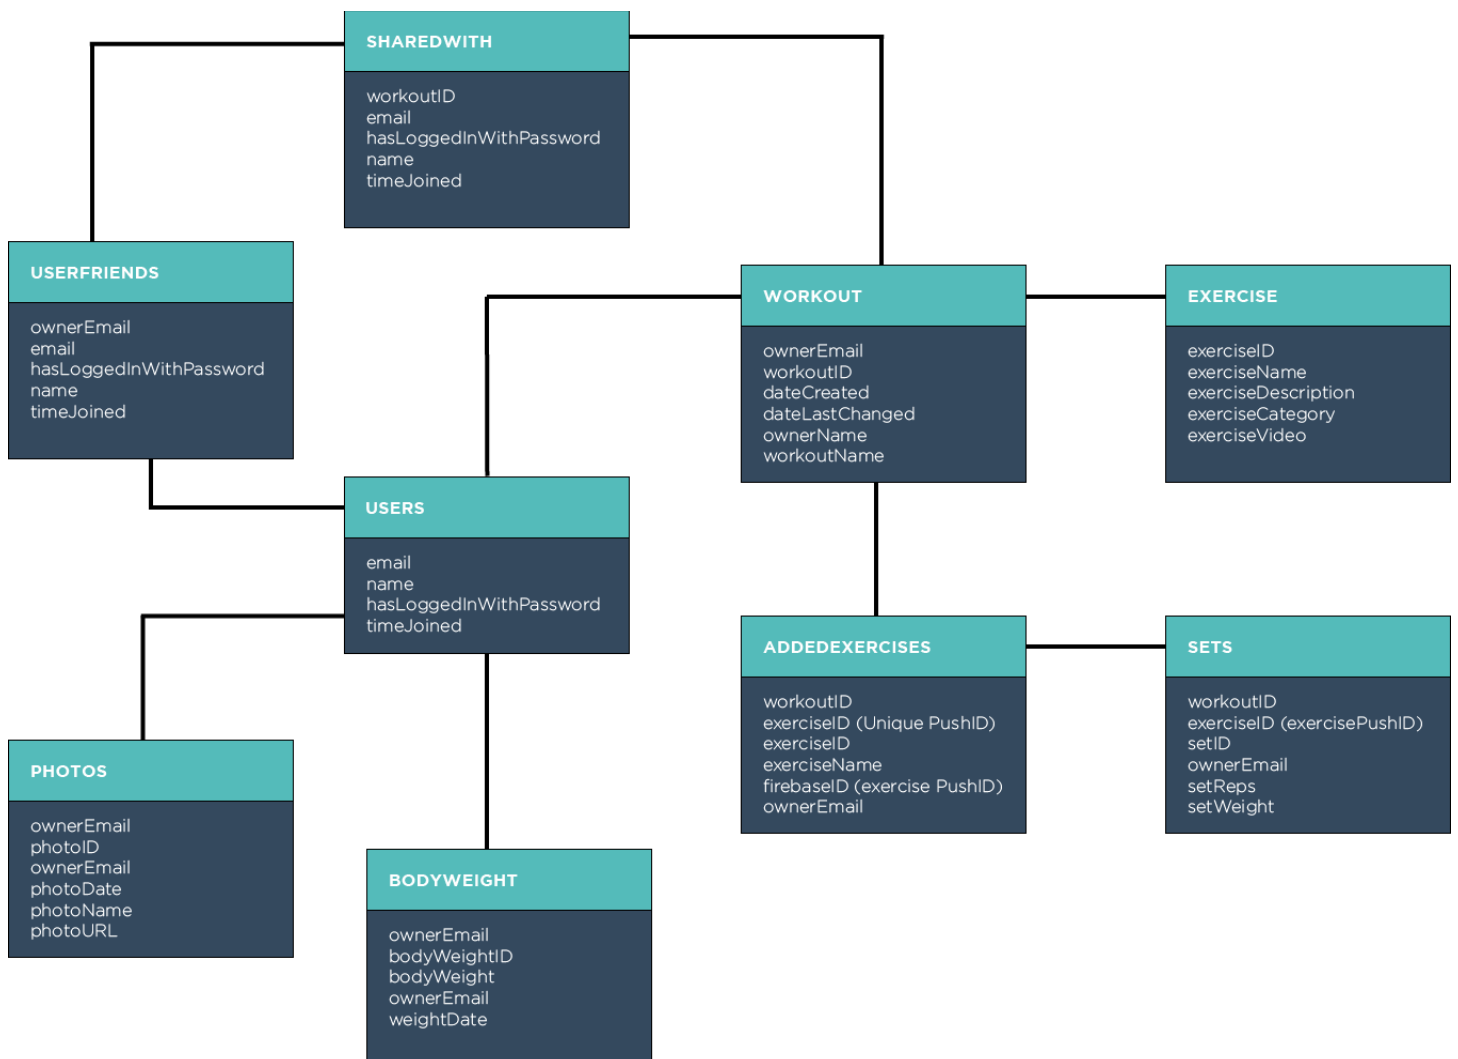 SHAREDWITH
workoutID
email
hasLoggedInWithPassword
name
timeJoined
USERFRIENDS
ownerEmail
email
hasLoggedInWithPassword
name
timeJoined
WORKOUT
ownerEmail
workoutID
dateCreated
dateLastChanged
ownerName
workoutName
EXERCISE
exerciseID
exerciseName
exerciseDescription
exerciseCategory
exerciseVideo
USERS
email
name
hasLoggedInWithPassword
timeJoined
ADDEDEXERCISES
workoutID
exerciseID (Unique PushID)
exerciseID
exerciseName
firebaseID (exercise PushID)
ownerEmail
SETS
workoutID
exerciseID (exercisePushID)
setID
ownerEmail
setReps
setWeight
PHOTOS
ownerEmail
photoID
ownerEmail
photoDate
photoName
photoURL
BODYWEIGHT
ownerEmail
bodyWeightID
bodyWeight
ownerEmail
weightDate